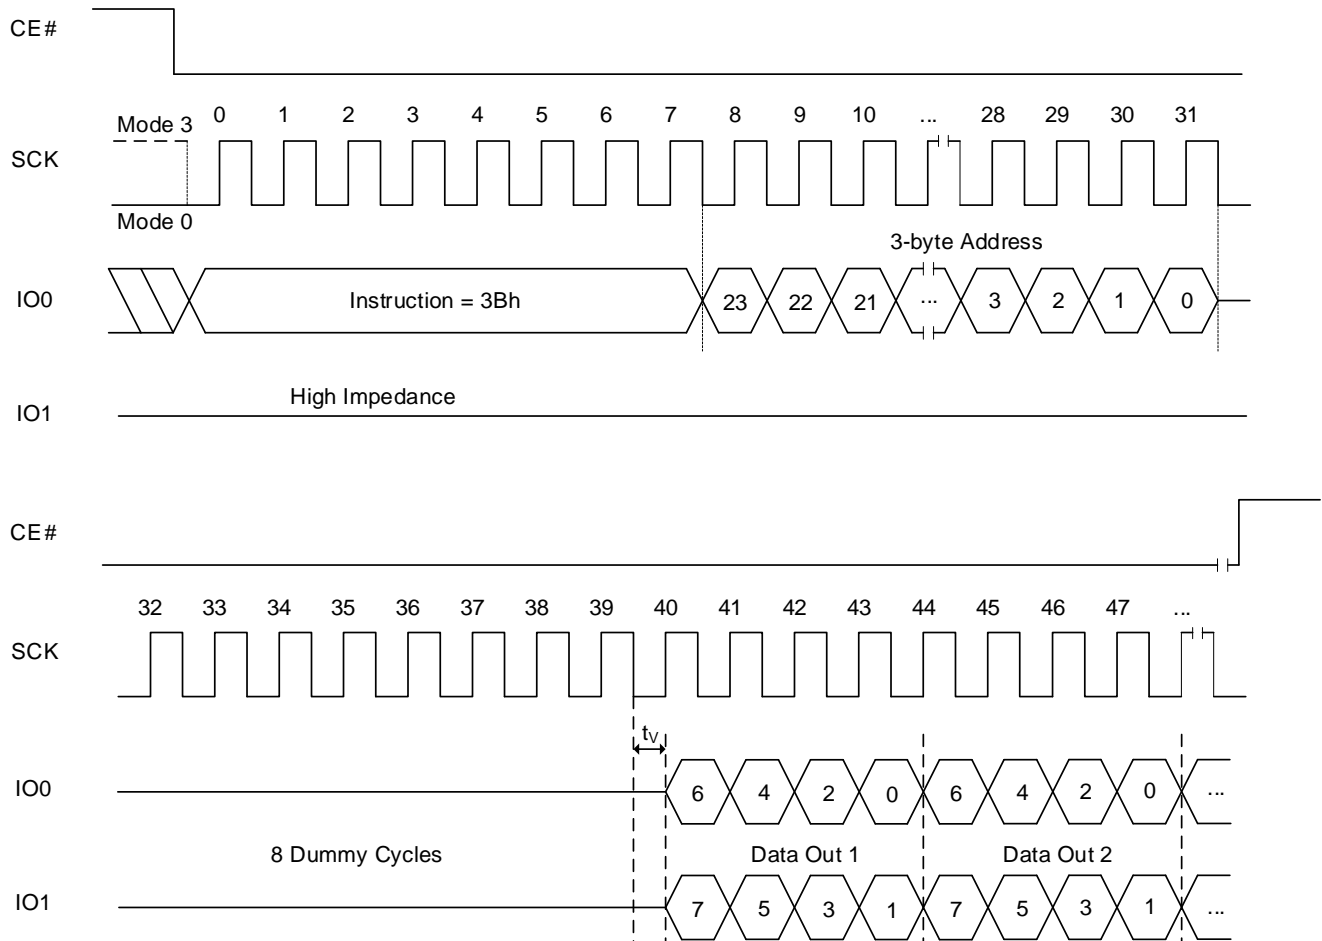 CE#
0 1 2 3 4 5 6 7 8 9 10 ... 28 29 30 31
Mode 3
SCK
Mode 0
3-byte Address
IO0 Instruction = 3Bh 23 22 21 ... 3 2 1 0
High Impedance
IO1
CE#
32 33 34 35 36 37 38 39 40 41 42 43 44 45 46 47 ...
SCK
tV
IO0 6 4 2 0 6 4 2 0 ...
8 Dummy Cycles Data Out 1 Data Out 2
IO1 7 5 3 1 7 5 3 1 ...